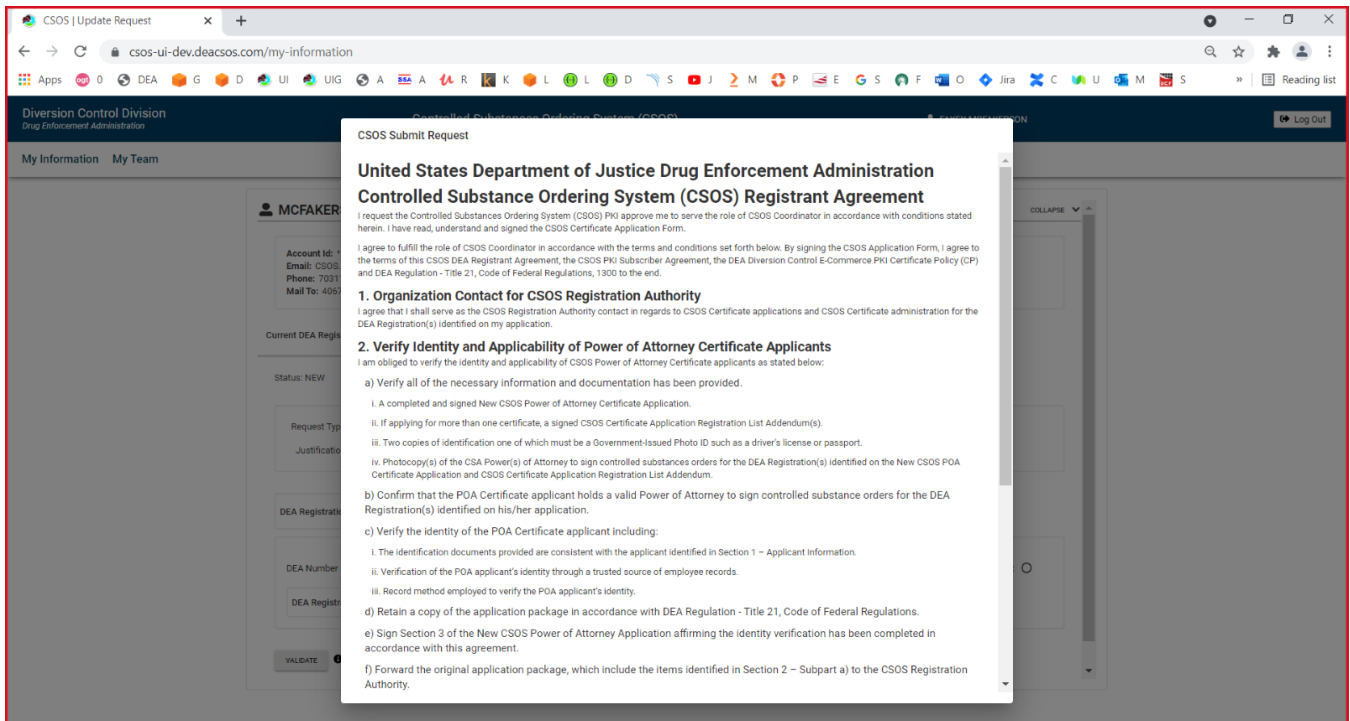 CSOS | Update Request
csos-ui-dev.deacsos.com/my-information
Apps 0 DEA G D UI UIG A A R K L L D S J M P E S F O Jira C U M S » Reading list
Diversion Control Division
Drug Enforcement Administration
Controlled Substances Ordering System (CSOS)
Log Out
My Information My Team
CSOS Submit Request
United States Department of Justice Drug Enforcement Administration
Controlled Substance Ordering System (CSOS) Registrant Agreement
I request the Controlled Substances Ordering System (CSOS) PKI approve me to serve the role of CSOS Coordinator in accordance with conditions stated
herein. I have read, understand and signed the CSOS Certificate Application Form.
I agree to fulfill the role of CSOS Coordinator in accordance with the terms and conditions set forth below. By signing the CSOS Application Form, I agree to
the terms of this CSOS DEA Registrant Agreement, the CSOS PKI Subscriber Agreement, the DEA Diversion Control E-Commerce PKI Certificate Policy (CP)
and DEA Regulation - Title 21, Code of Federal Regulations, 1300 to the end.
1. Organization Contact for CSOS Registration Authority
I agree that I shall serve as the CSOS Registration Authority contact in regards to CSOS Certificate applications and CSOS Certificate administration for the
DEA Registration(s) identified on my application.
2. Verify Identity and Applicability of Power of Attorney Certificate Applicants
I am obliged to verify the identity and applicability of CSOS Power of Attorney Certificate applicants as stated below:
a) Verify all of the necessary information and documentation has been provided.
i. A completed and signed New CSOS Power of Attorney Certificate Application.
ii. If applying for more than one certificate, a signed CSOS Certificate Application Registration List Addendum(s).
iii. Two copies of identification one of which must be a Government-Issued Photo ID such as a driver's license or passport.
iv. Photocopy(s) of the CSA Power(s) of Attorney to sign controlled substances orders for the DEA Registration(s) identified on the New CSOS POA
Certificate Application and CSOS Certificate Application Registration List Addendum.
b) Confirm that the POA Certificate applicant holds a valid Power of Attorney to sign controlled substance orders for the DEA
Registration(s) identified on his/her application.
c) Verify the identity of the POA Certificate applicant including:
i. The identification documents provided are consistent with the applicant identified in Section 1 – Applicant Information.
ii. Verification of the POA applicant's identity through a trusted source of employee records.
iii. Record method employed to verify the POA applicant's identity.
d) Retain a copy of the application package in accordance with DEA Regulation - Title 21, Code of Federal Regulations.
e) Sign Section 3 of the New CSOS Power of Attorney Application affirming the identity verification has been completed in
accordance with this agreement.
f) Forward the original application package, which include the items identified in Section 2 – Subpart a) to the CSOS Registration
Authority.
MCFAKER
COLLAPSE
Account Id:
Email: CSOS
Phone: 7031
Mail To: 406
Current DEA Regis
Status: NEW
Request Typ
Justificatio
DEA Registrati
DEA Number
DEA Registr
VALIDATE